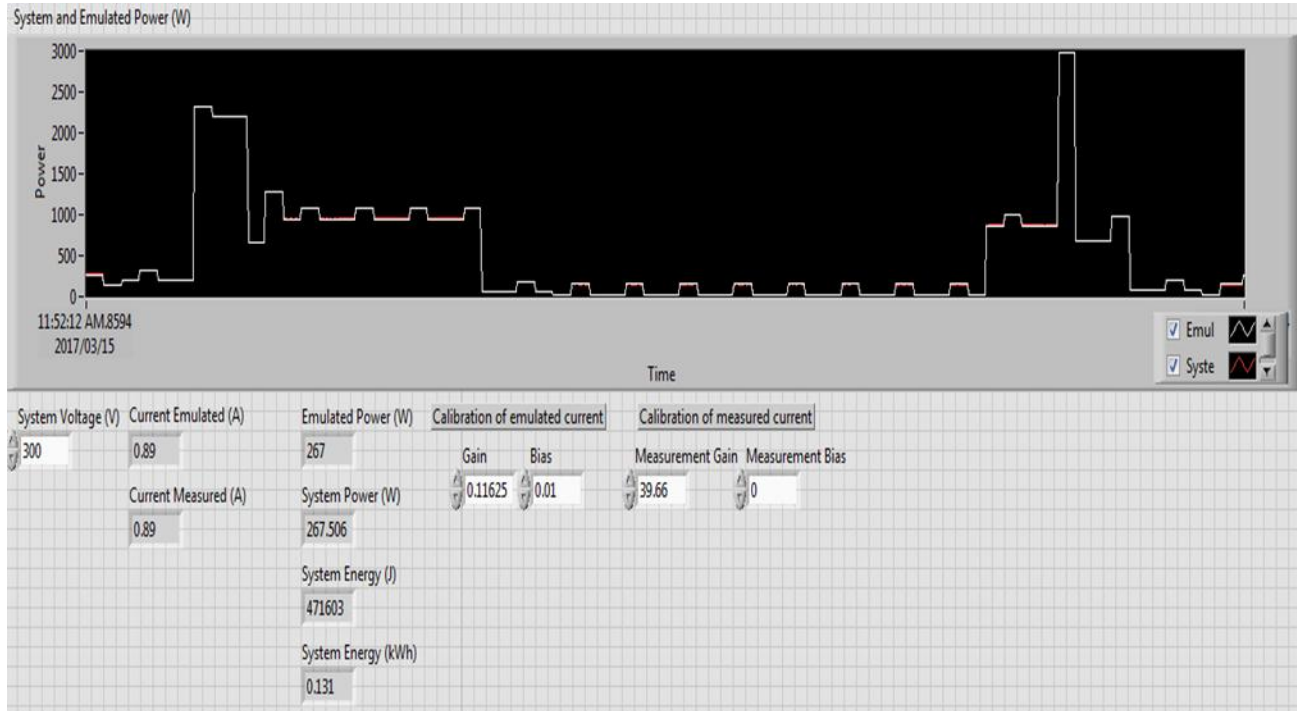 System and Emulated Power (W)
3000
2500
2000
1500
1000
500
0
Power
11:52:12 AM.8594
2017/03/15
Time
Emul
Syste
System Voltage (V)
300
Current Emulated (A)
0.89
Current Measured (A)
0.89
Emulated Power (W)
267
System Power (W)
267.506
System Energy (J)
471603
System Energy (kWh)
0.131
Calibration of emulated current
Gain
0.11625
Bias
0.01
Calibration of measured current
Measurement Gain
39.66
Measurement Bias
0